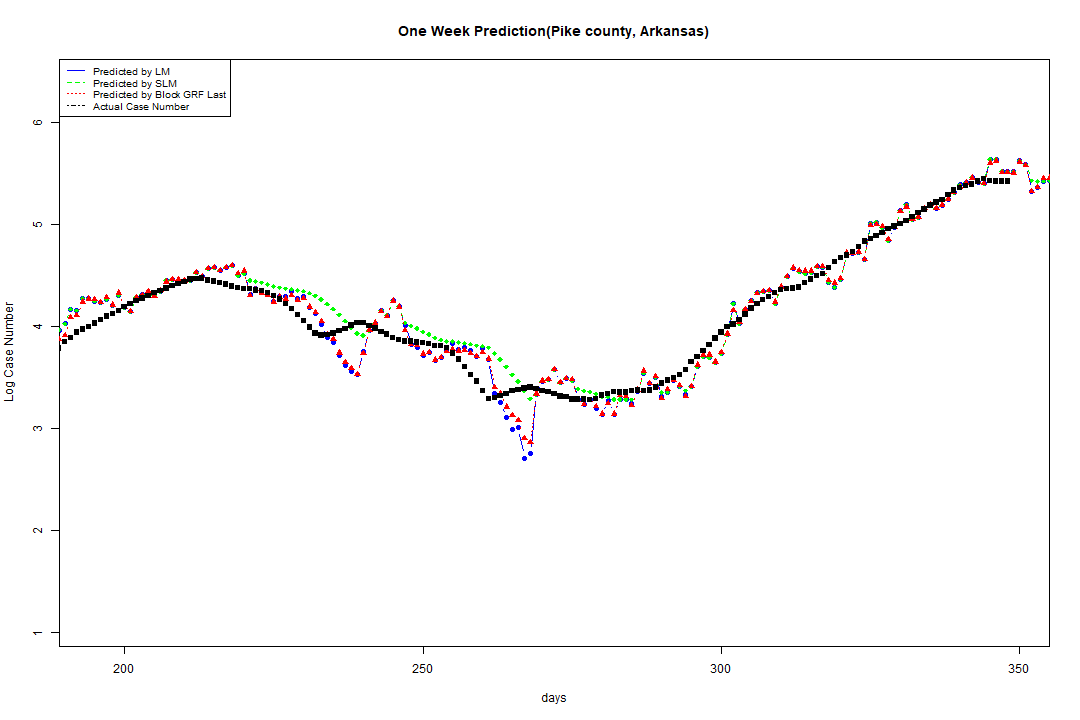 One Week Prediction(Pike county, Arkansas)
Predicted by LM
Predicted by SLM
Predicted by Block GRF Last
Actual Case Number
Log Case Number
6
5
4
3
2
1
200 250 300 350
days